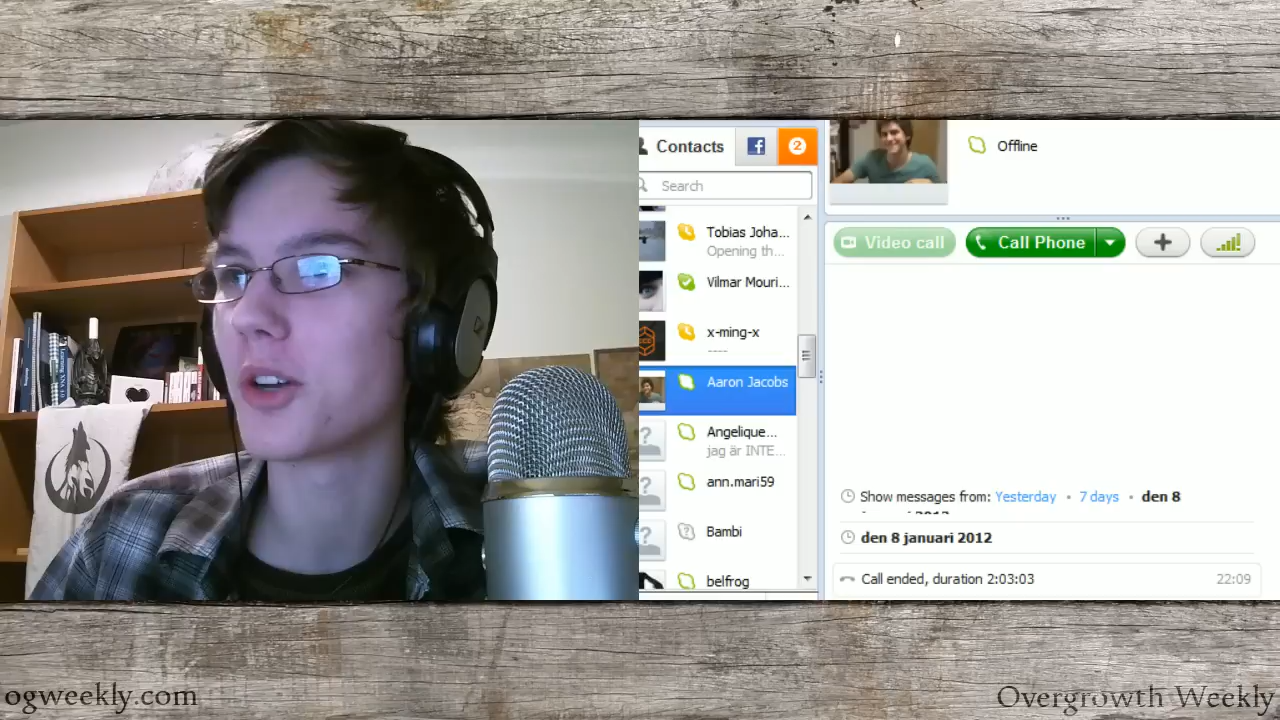 Contacts
2
Search
Offline
Tobias Joha...
Opening th...
Video call
Call Phone
Vilmar Mouri...
x-ming-x
----
Aaron Jacobs
Angelique...
jag är INTE...
ann.mari59
Bambi
belfrog
Show messages from: Yesterday • 7 days • den 8
den 8 januari 2012
Call ended, duration 2:03:03
22:09
ogweekly.com
Overgrowth Weekly